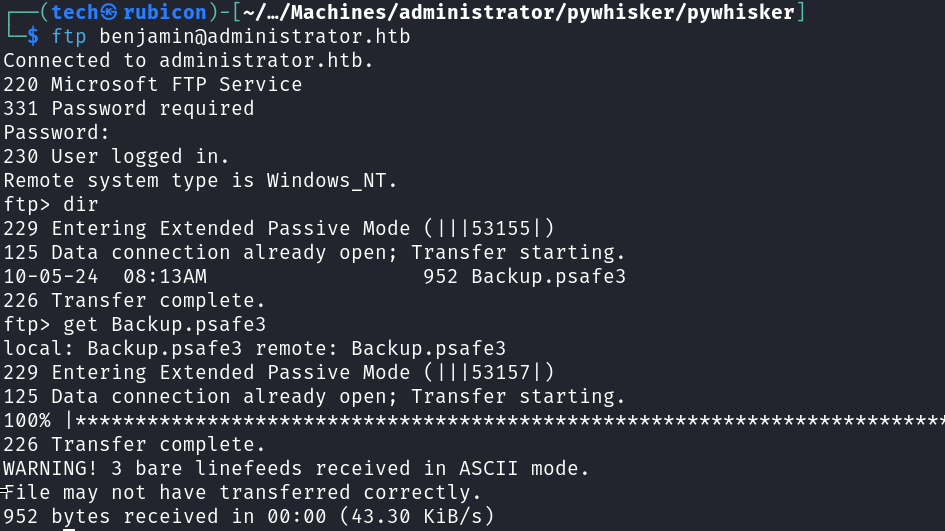 ┌──(tech㉿rubicon)-[~/…/Machines/administrator/pywhisker/pywhisker]
└─$ ftp benjamin@administrator.htb
Connected to administrator.htb.
220 Microsoft FTP Service
331 Password required
Password:
230 User logged in.
Remote system type is Windows_NT.
ftp> dir
229 Entering Extended Passive Mode (|||53155|)
125 Data connection already open; Transfer starting.
10-05-24  08:13AM                  952 Backup.psafe3
226 Transfer complete.
ftp> get Backup.psafe3
local: Backup.psafe3 remote: Backup.psafe3
229 Entering Extended Passive Mode (|||53157|)
125 Data connection already open; Transfer starting.
100% |*************************************************************************
226 Transfer complete.
WARNING! 3 bare linefeeds received in ASCII mode.
File may not have transferred correctly.
952 bytes received in 00:00 (43.30 KiB/s)